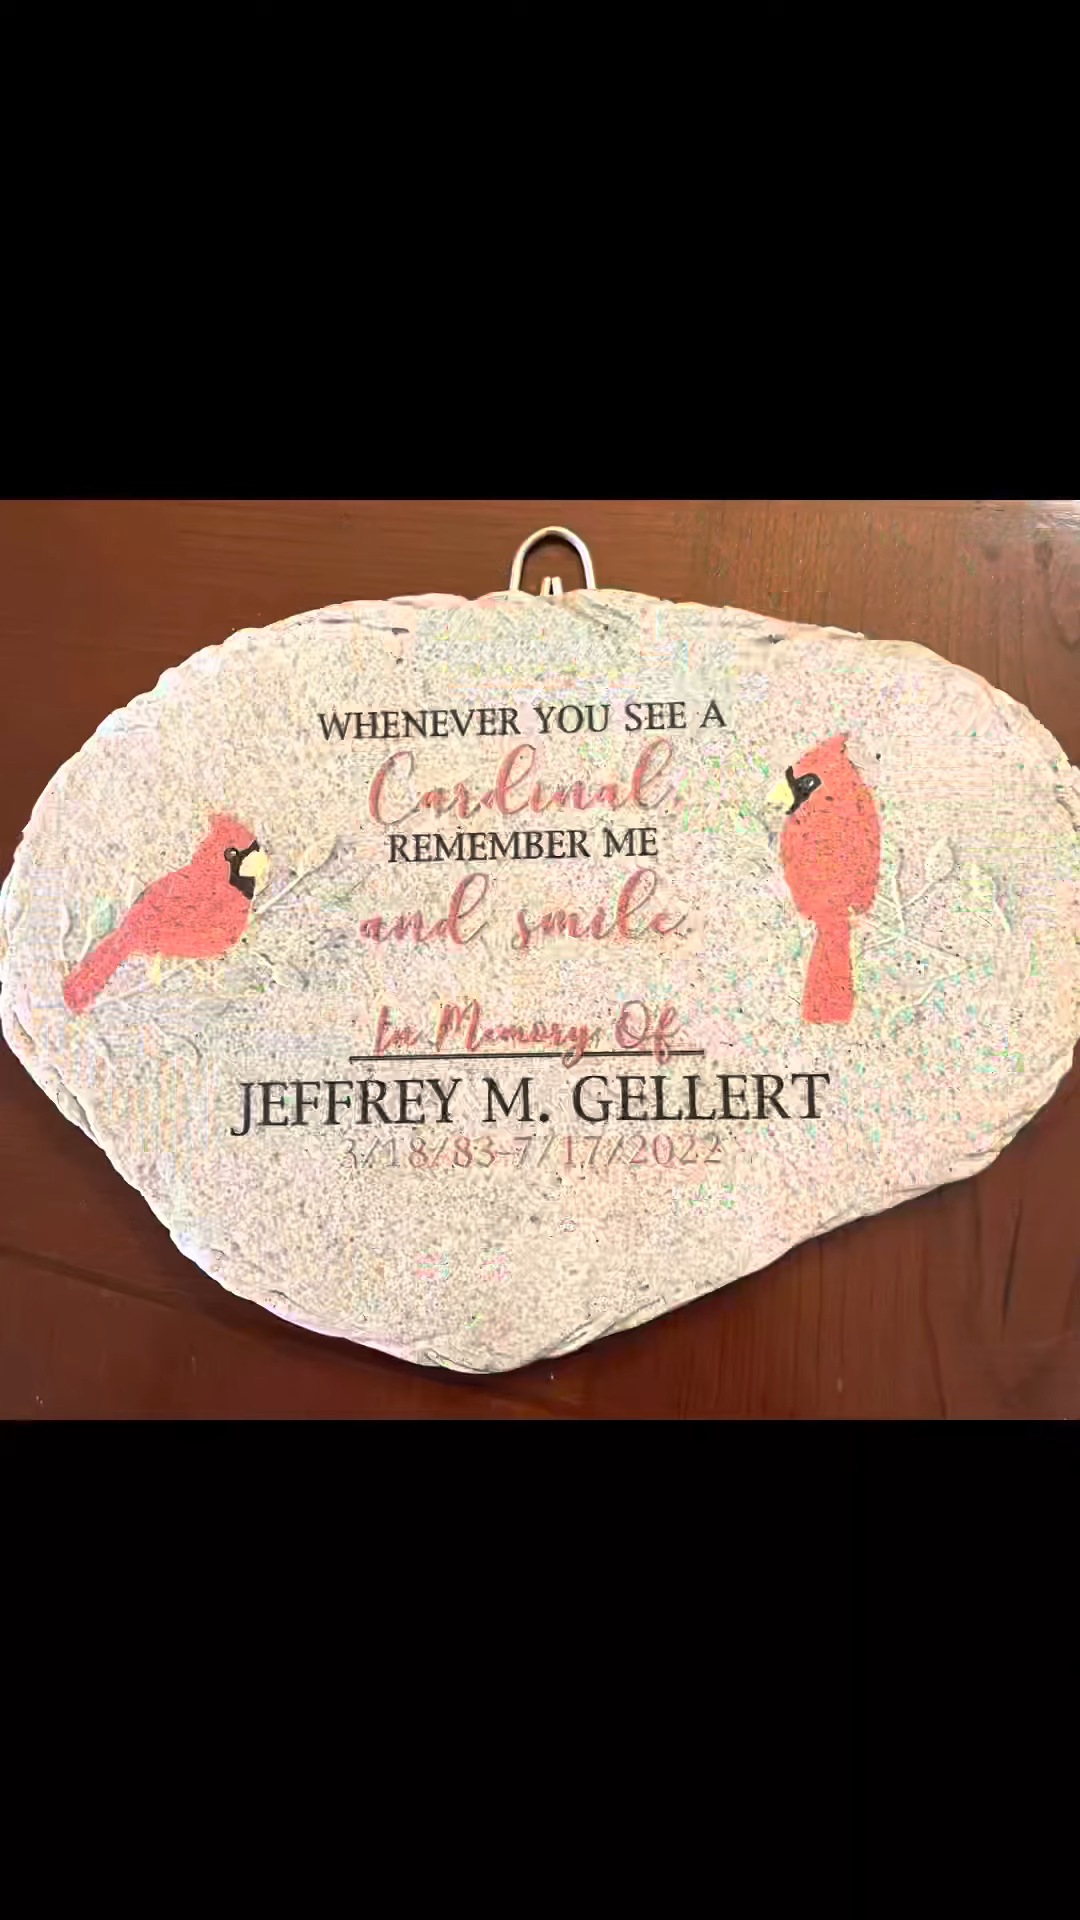 WHENEVER YOU SEE A
Cardinal,
REMEMBER ME
and smile.
In Memory Of
JEFFREY M. GELLERT
3/18/83-7/17/2022